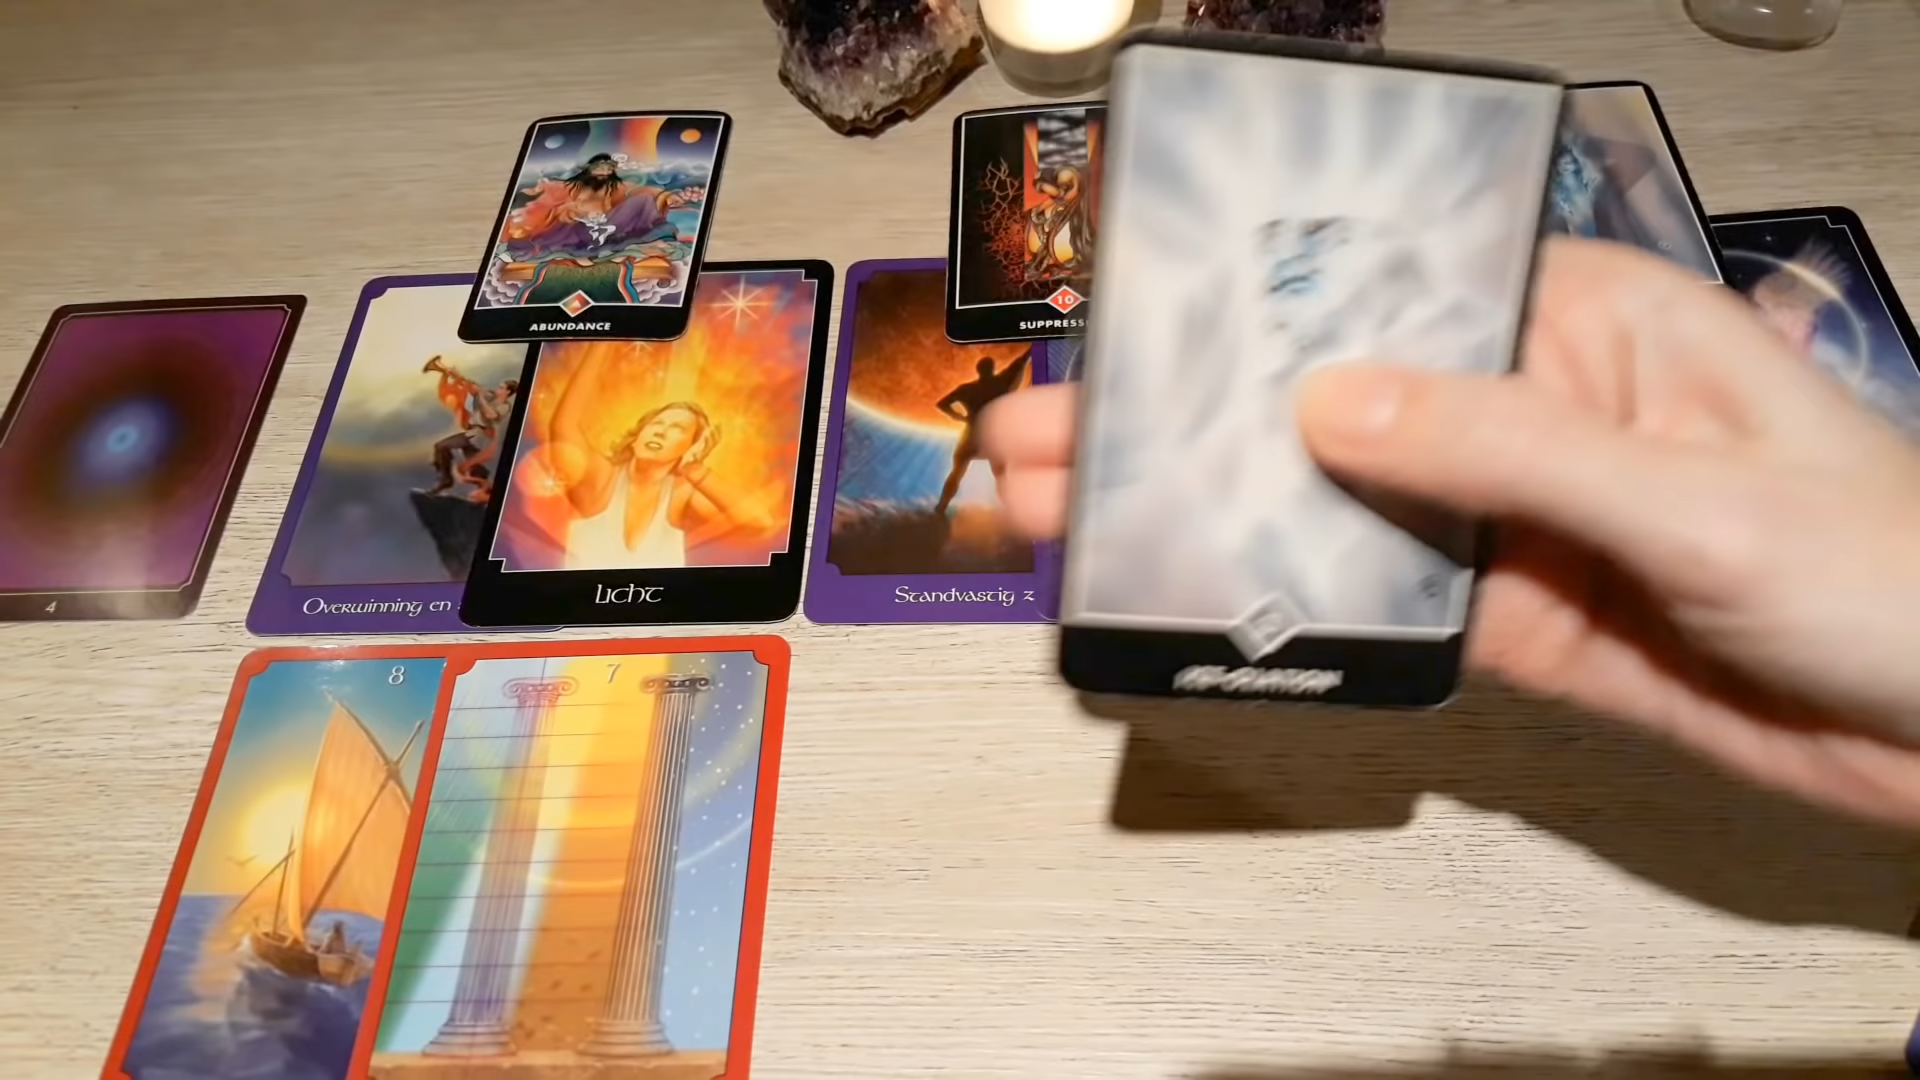 ABUNDANCE
10
SUPPRESS
4
Overwinning en
Licht
Standvastig z
8
7